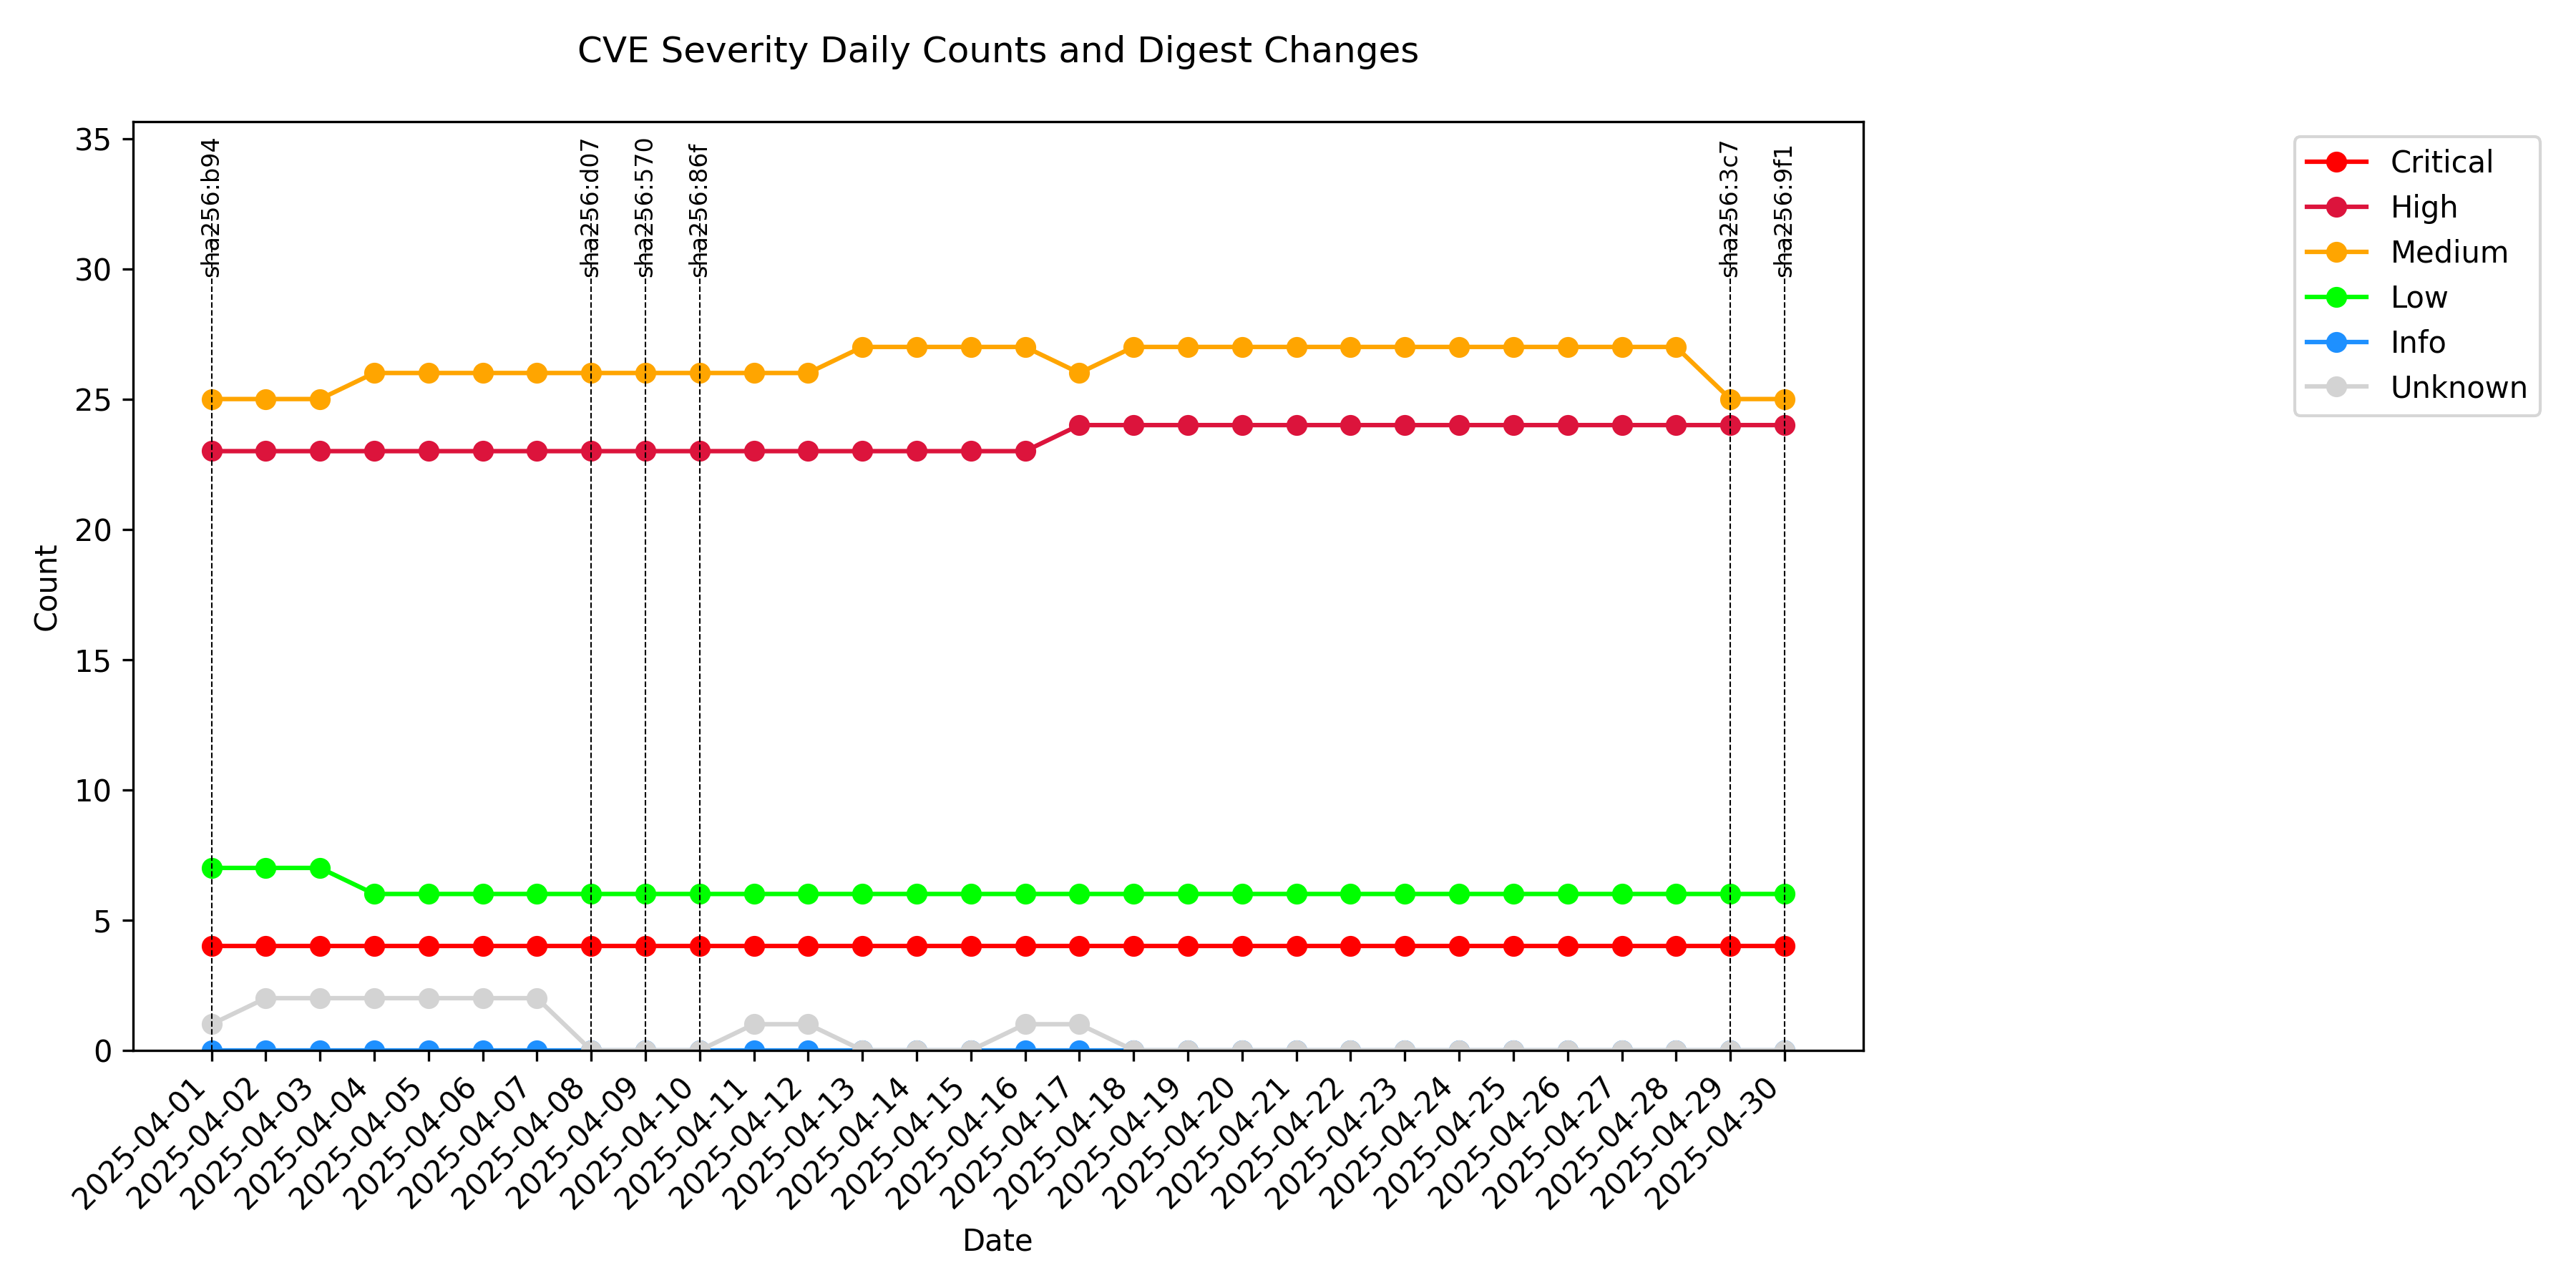 CVE Severity Daily Counts and Digest Changes
35
30
25
20
15
10
5
0
Count
sha256:b94
sha256:d07
sha256:570
sha256:86f
sha256:3c7
sha256:9f1
Critical
High
Medium
Low
Info
Unknown
2025-04-01
2025-04-02
2025-04-03
2025-04-04
2025-04-05
2025-04-06
2025-04-07
2025-04-08
2025-04-09
2025-04-10
2025-04-11
2025-04-12
2025-04-13
2025-04-14
2025-04-15
2025-04-16
2025-04-17
2025-04-18
2025-04-19
2025-04-20
2025-04-21
2025-04-22
2025-04-23
2025-04-24
2025-04-25
2025-04-26
2025-04-27
2025-04-28
2025-04-29
2025-04-30
Date